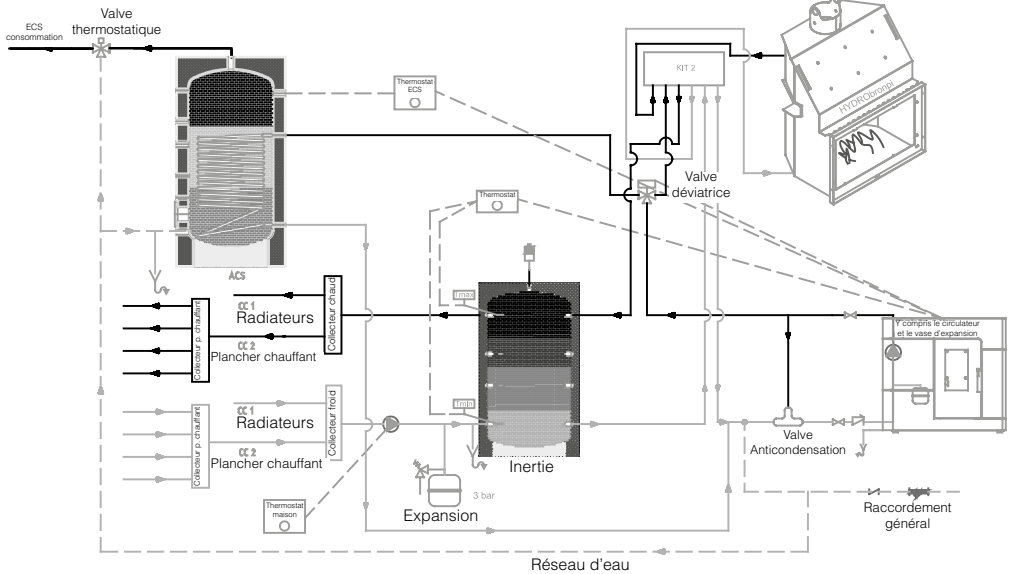 ECS
consommation
Valve
thermostatique
Thermostat
ECS
KIT 2
HYDRObronpi
Valve
déviatrice
Thermostat
ACS
Tmax
Tmin
CC 1
Radiateurs
CC 2
Plancher chauffant
Collecteur p. chauffant
Collecteur chaud
CC 1
Radiateurs
CC 2
Plancher chauffant
Collecteur p. chauffant
Collecteur froid
Y compris le circulateur
et le vase d'expansion
Valve
Anticondensation
Inertie
Thermostat
maison
Expansion
3 bar
Raccordement
général
Réseau d'eau